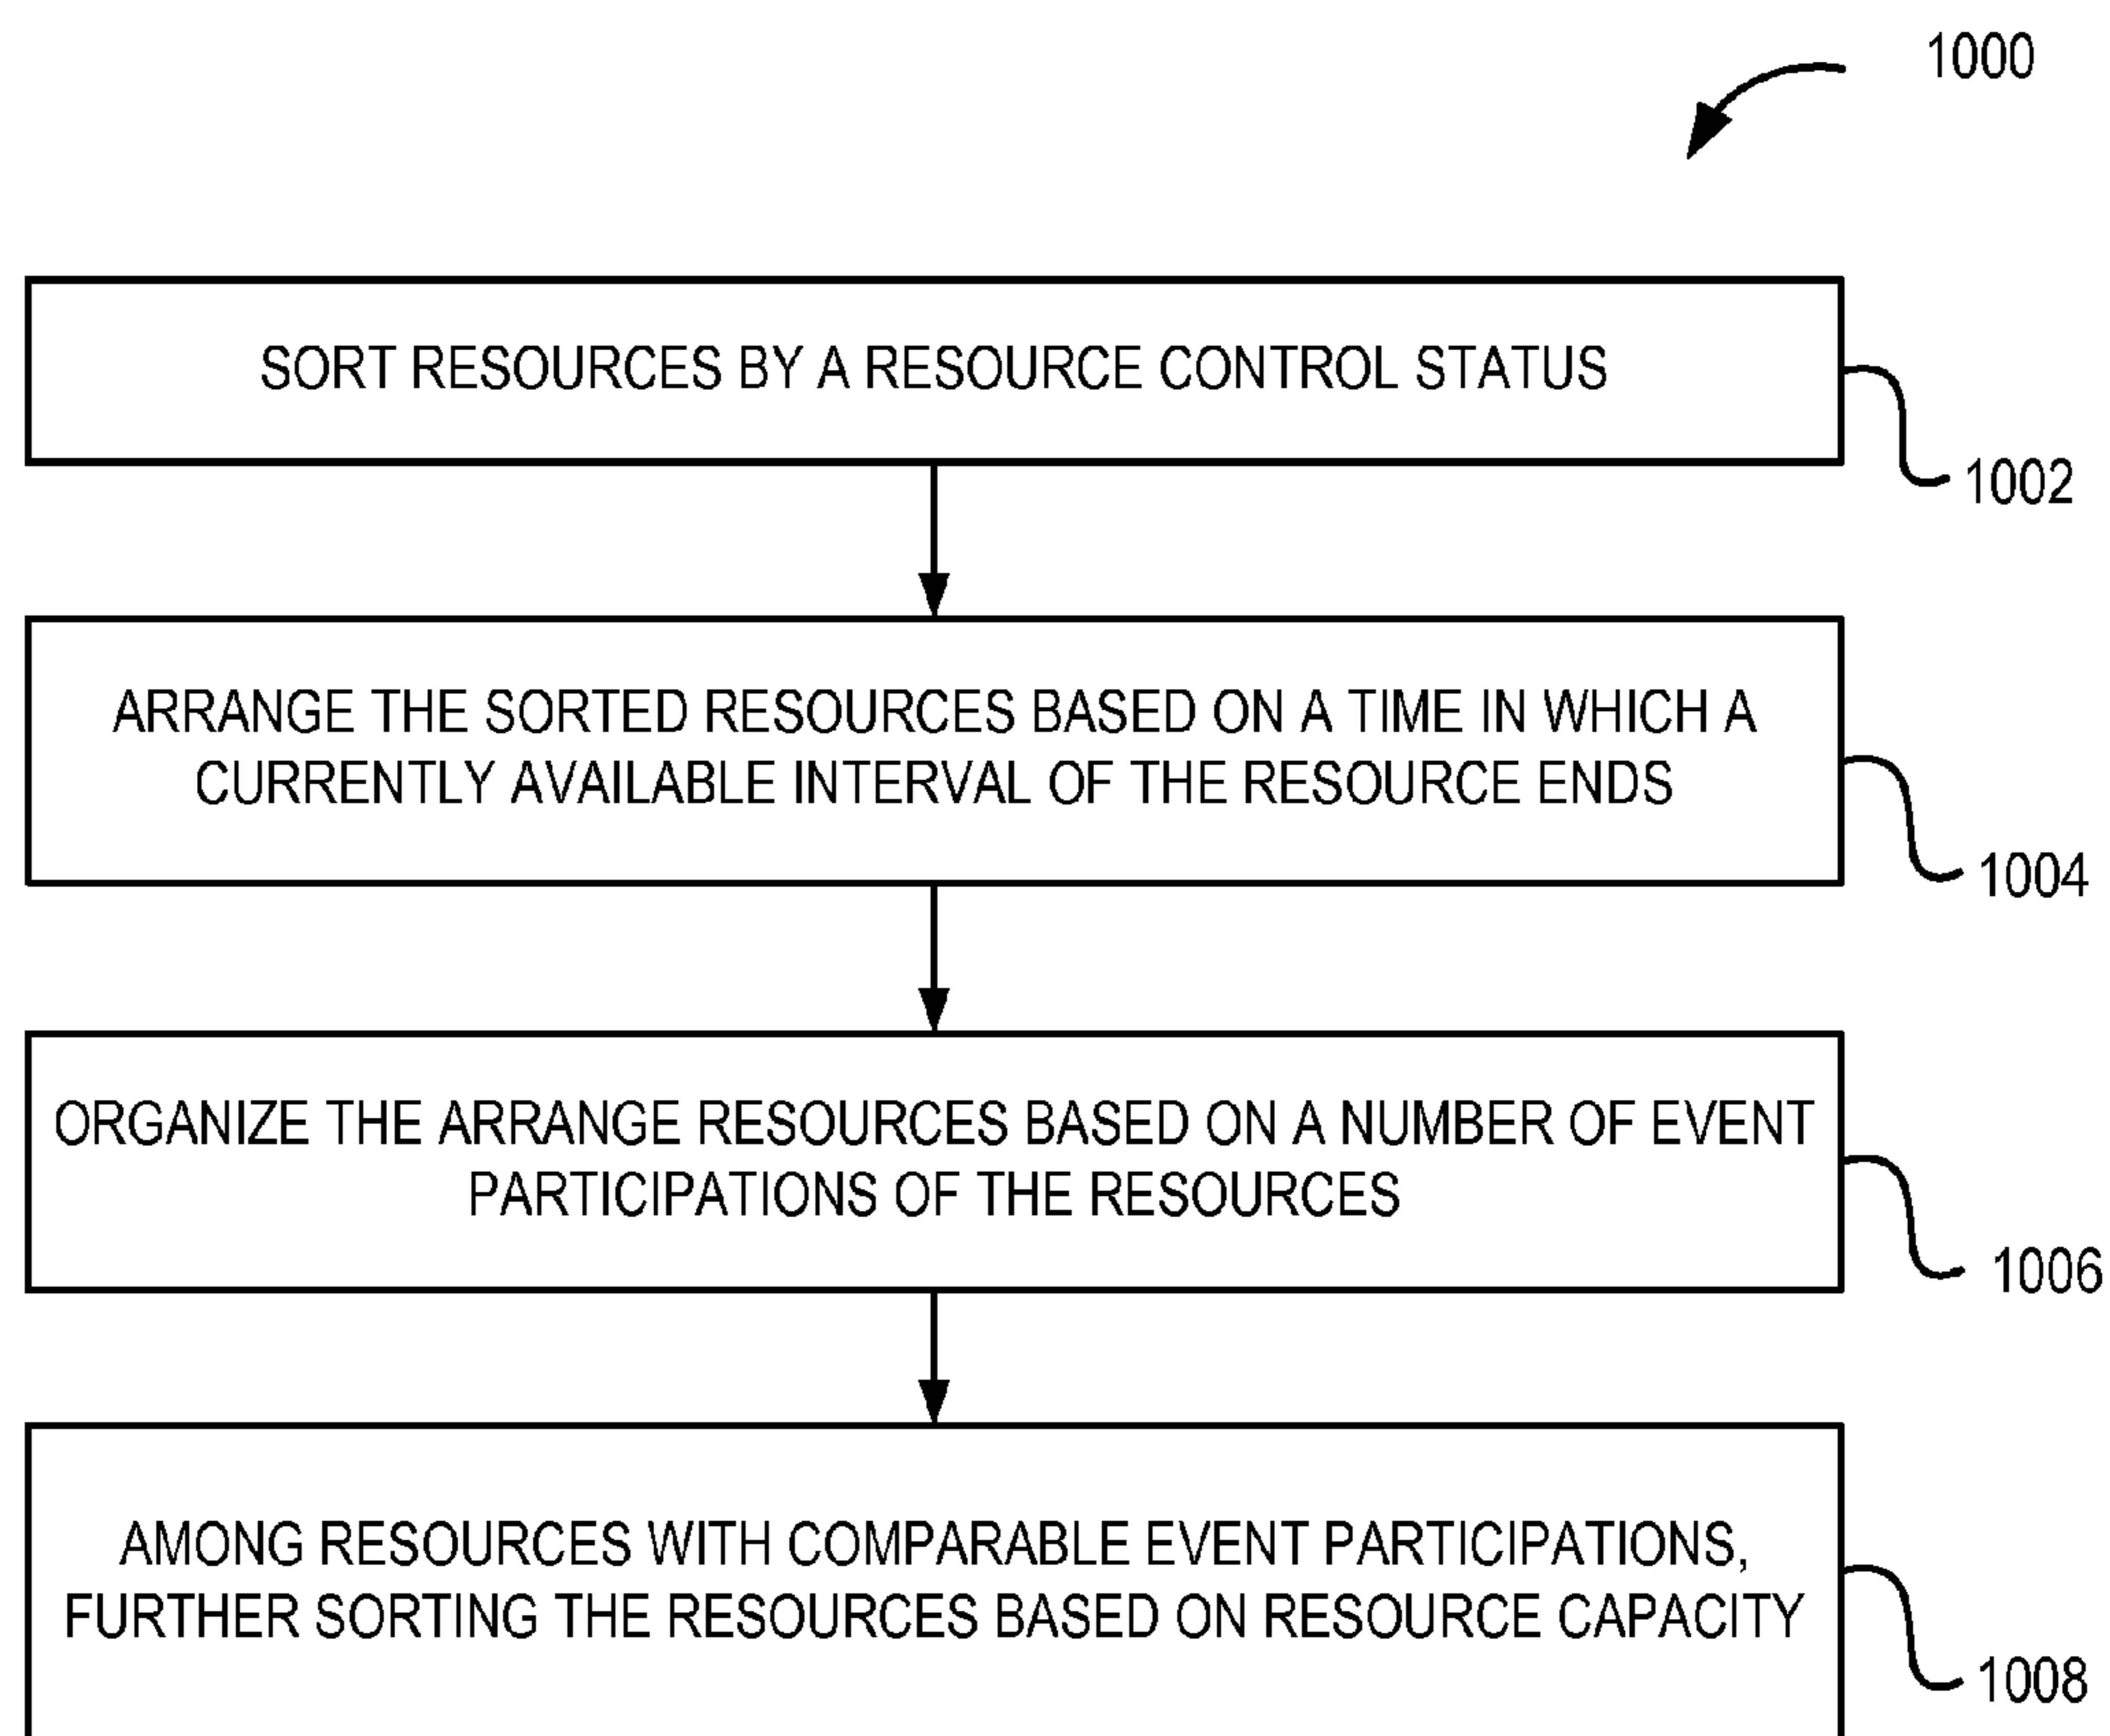 1000
SORT RESOURCES BY A RESOURCE CONTROL STATUS
1002
ARRANGE THE SORTED RESOURCES BASED ON A TIME IN WHICH A
CURRENTLY AVAILABLE INTERVAL OF THE RESOURCE ENDS
1004
ORGANIZE THE ARRANGE RESOURCES BASED ON A NUMBER OF EVENT
PARTICIPATIONS OF THE RESOURCES
1006
AMONG RESOURCES WITH COMPARABLE EVENT PARTICIPATIONS,
FURTHER SORTING THE RESOURCES BASED ON RESOURCE CAPACITY
1008